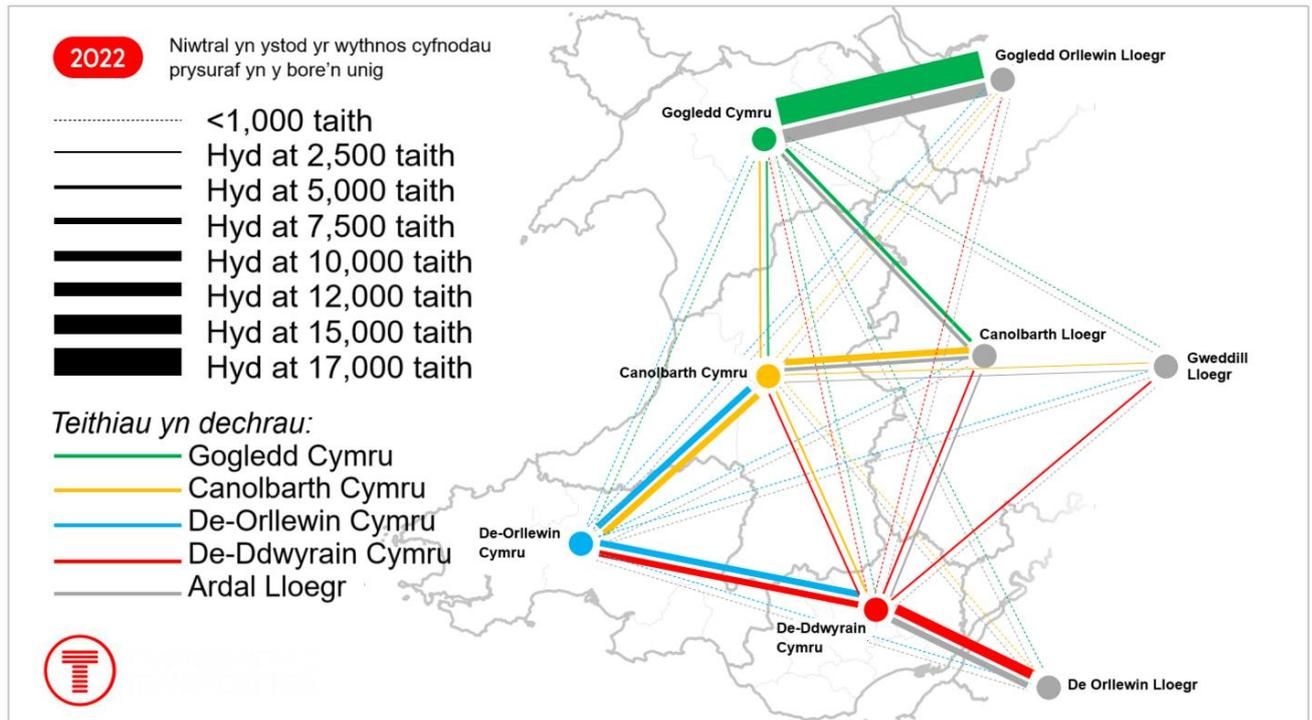 2022
Niwtral yn ystod yr wythnos cyfnodau
prysuraf yn y bore'n unig
<1,000 taith
Hyd at 2,500 taith
Hyd at 5,000 taith
Hyd at 7,500 taith
Hyd at 10,000 taith
Hyd at 12,000 taith
Hyd at 15,000 taith
Hyd at 17,000 taith
Teithiau yn dechrau:
Gogledd Cymru
Canolbarth Cymru
De-Orllewin Cymru
De-Ddwyrain Cymru
Ardal Lloegr
Gogledd Orllewin Lloegr
Gogledd Cymru
Canolbarth Lloegr
Canolbarth Cymru
Gweddill
Lloegr
De-Orllewin
Cymru
De-Ddwyrain
Cymru
De Orllewin Lloegr